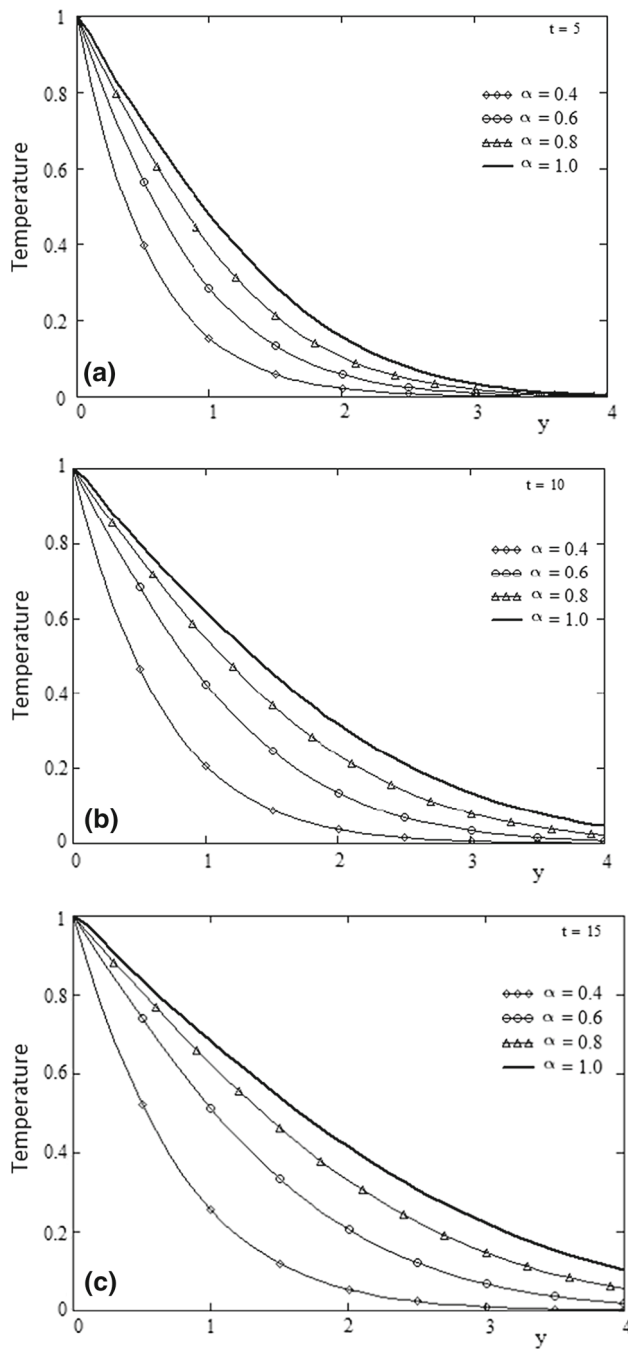 1
t = 5
α = 0.4
0.8
α = 0.6
α = 0.8
α = 1.0
0.6
Temperature
0.4
0.2
(a)
0
0 1 2 3 4
y
1
t = 10
α = 0.4
0.8
α = 0.6
α = 0.8
α = 1.0
0.6
Temperature
0.4
0.2
(b)
0
0 1 2 3 4
y
1
t = 15
α = 0.4
0.8
α = 0.6
α = 0.8
α = 1.0
0.6
Temperature
0.4
0.2
(c)
0
0 1 2 3 4
y